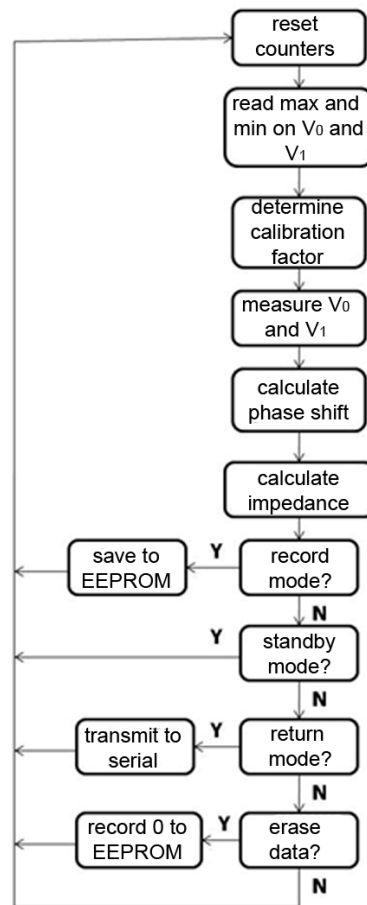 reset
counters
read max and
min on V₀ and
V₁
determine
calibration
factor
measure V₀
and V₁
calculate
phase shift
calculate
impedance
save to
EEPROM
Y
record
mode?
N
Y
standby
mode?
N
transmit to
serial
Y
return
mode?
N
record 0 to
EEPROM
Y
erase
data?
N